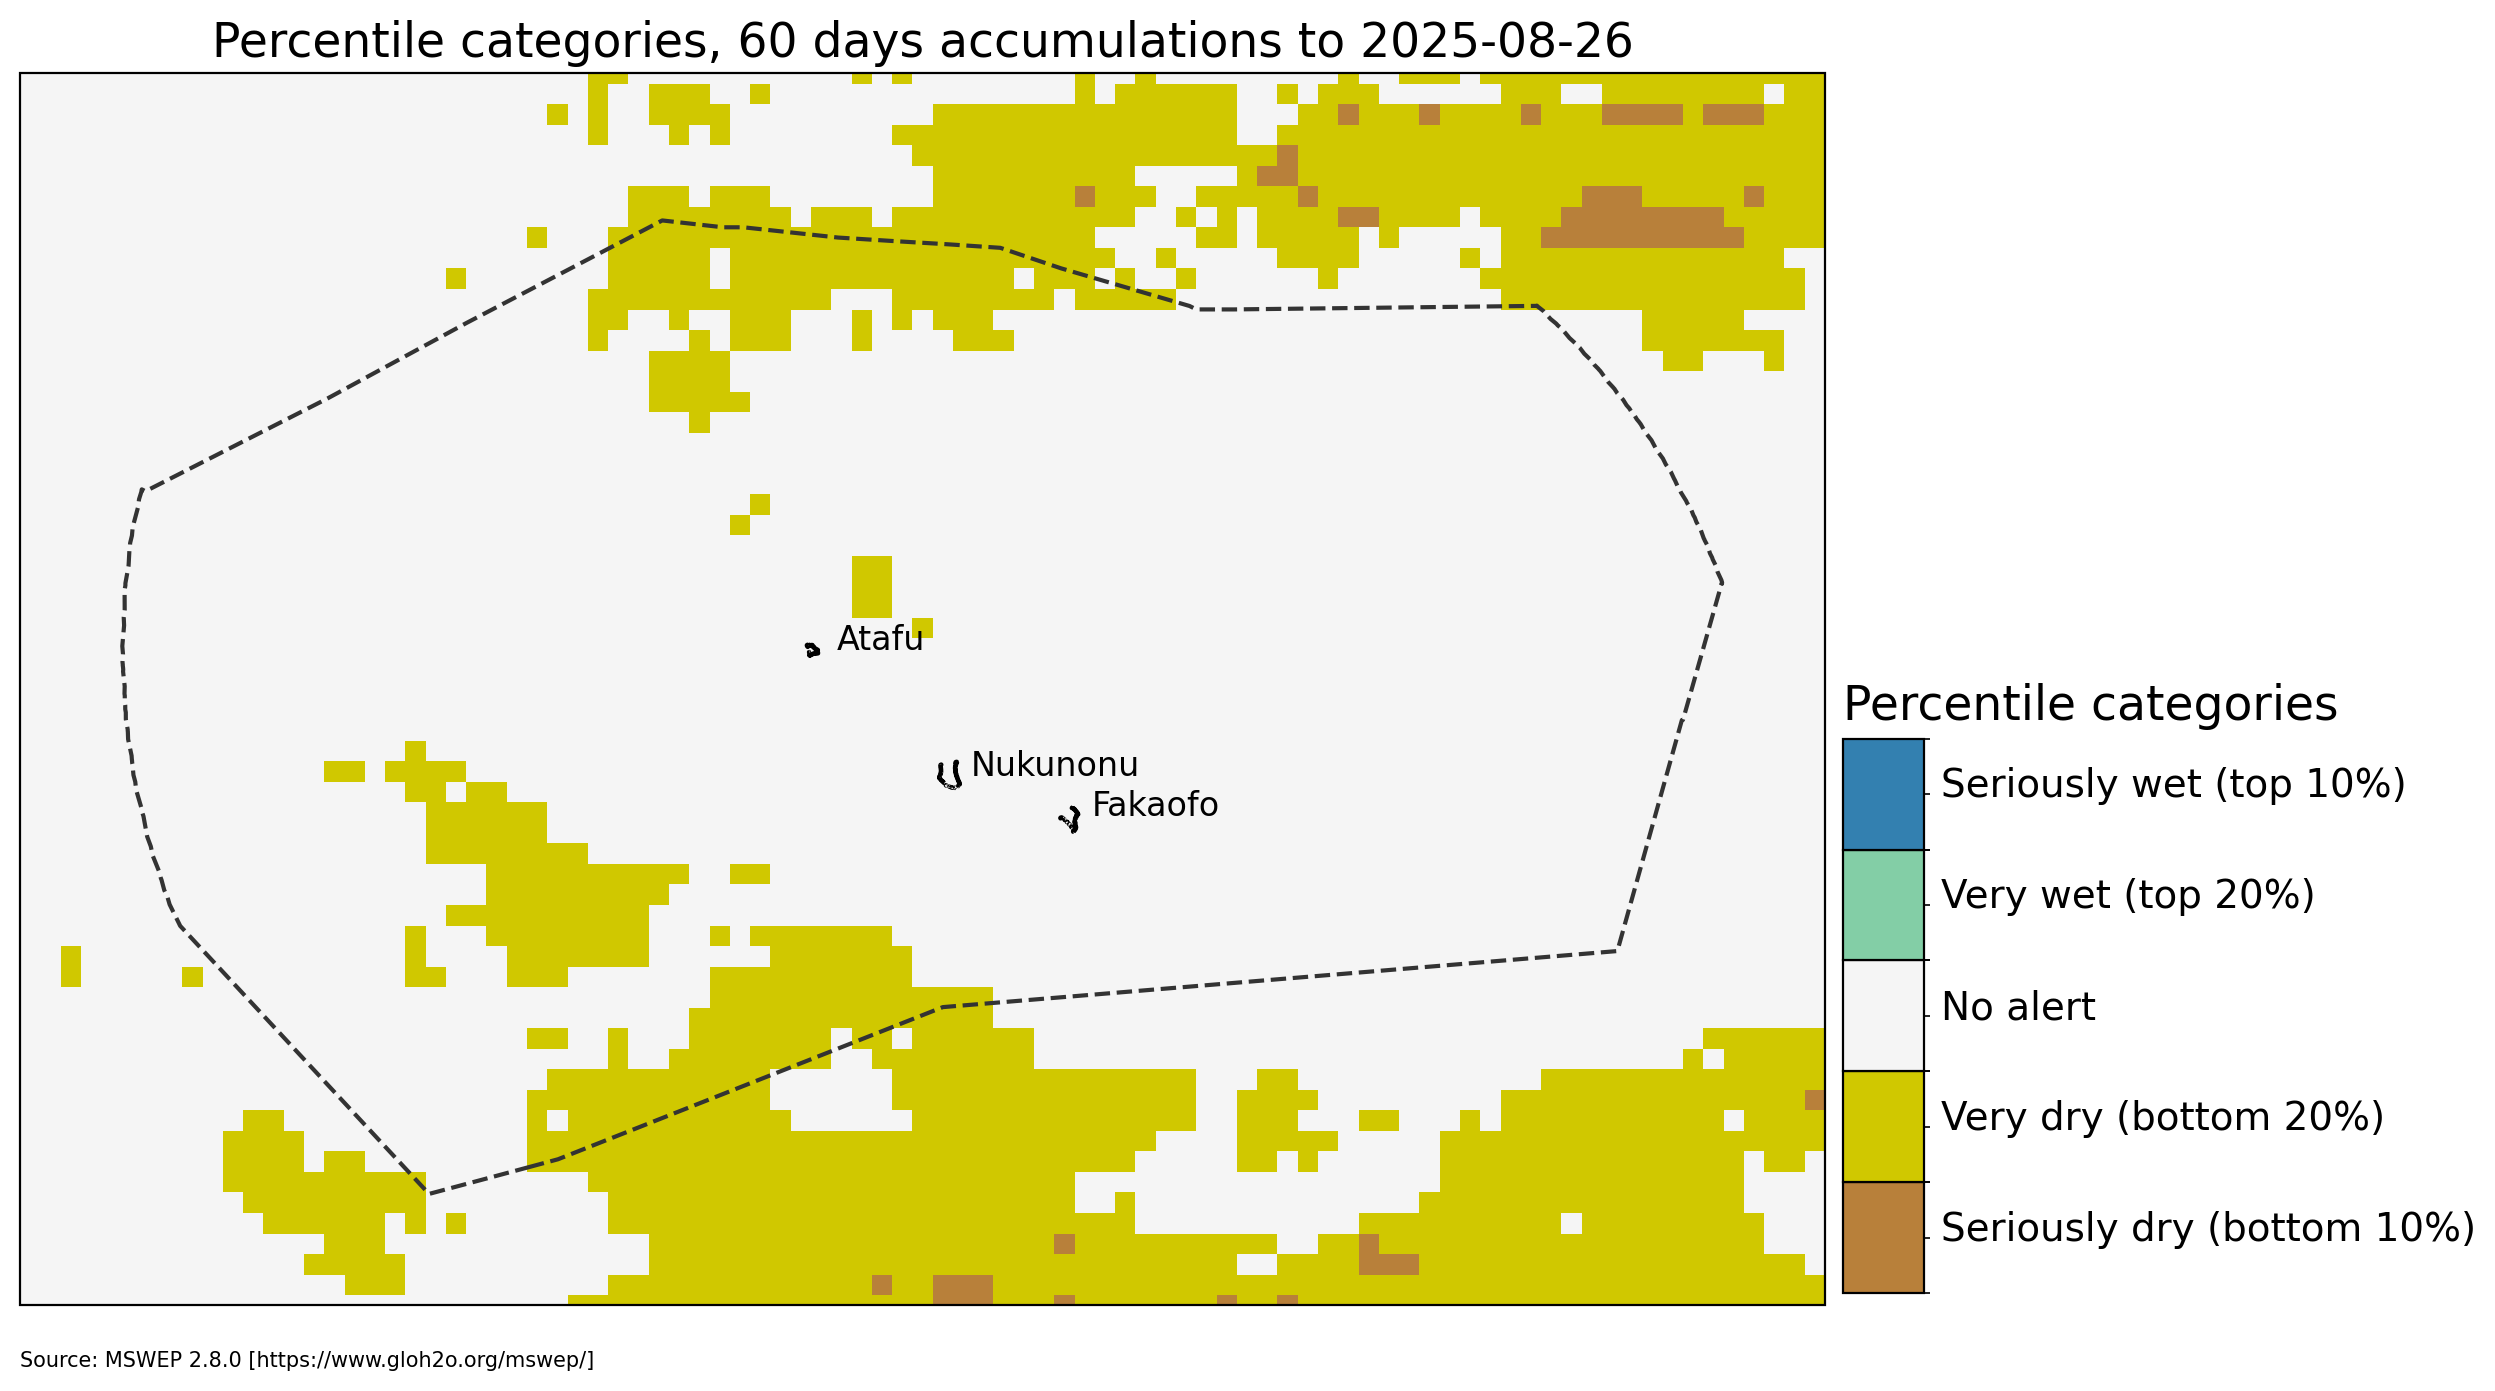 Percentile categories, 60 days accumulations to 2025-08-26
Atafu
Nukunonu
Fakaofo
Percentile categories
Seriously wet (top 10%)
Very wet (top 20%)
No alert
Very dry (bottom 20%)
Seriously dry (bottom 10%)
Source: MSWEP 2.8.0 [https://www.gloh2o.org/mswep/]